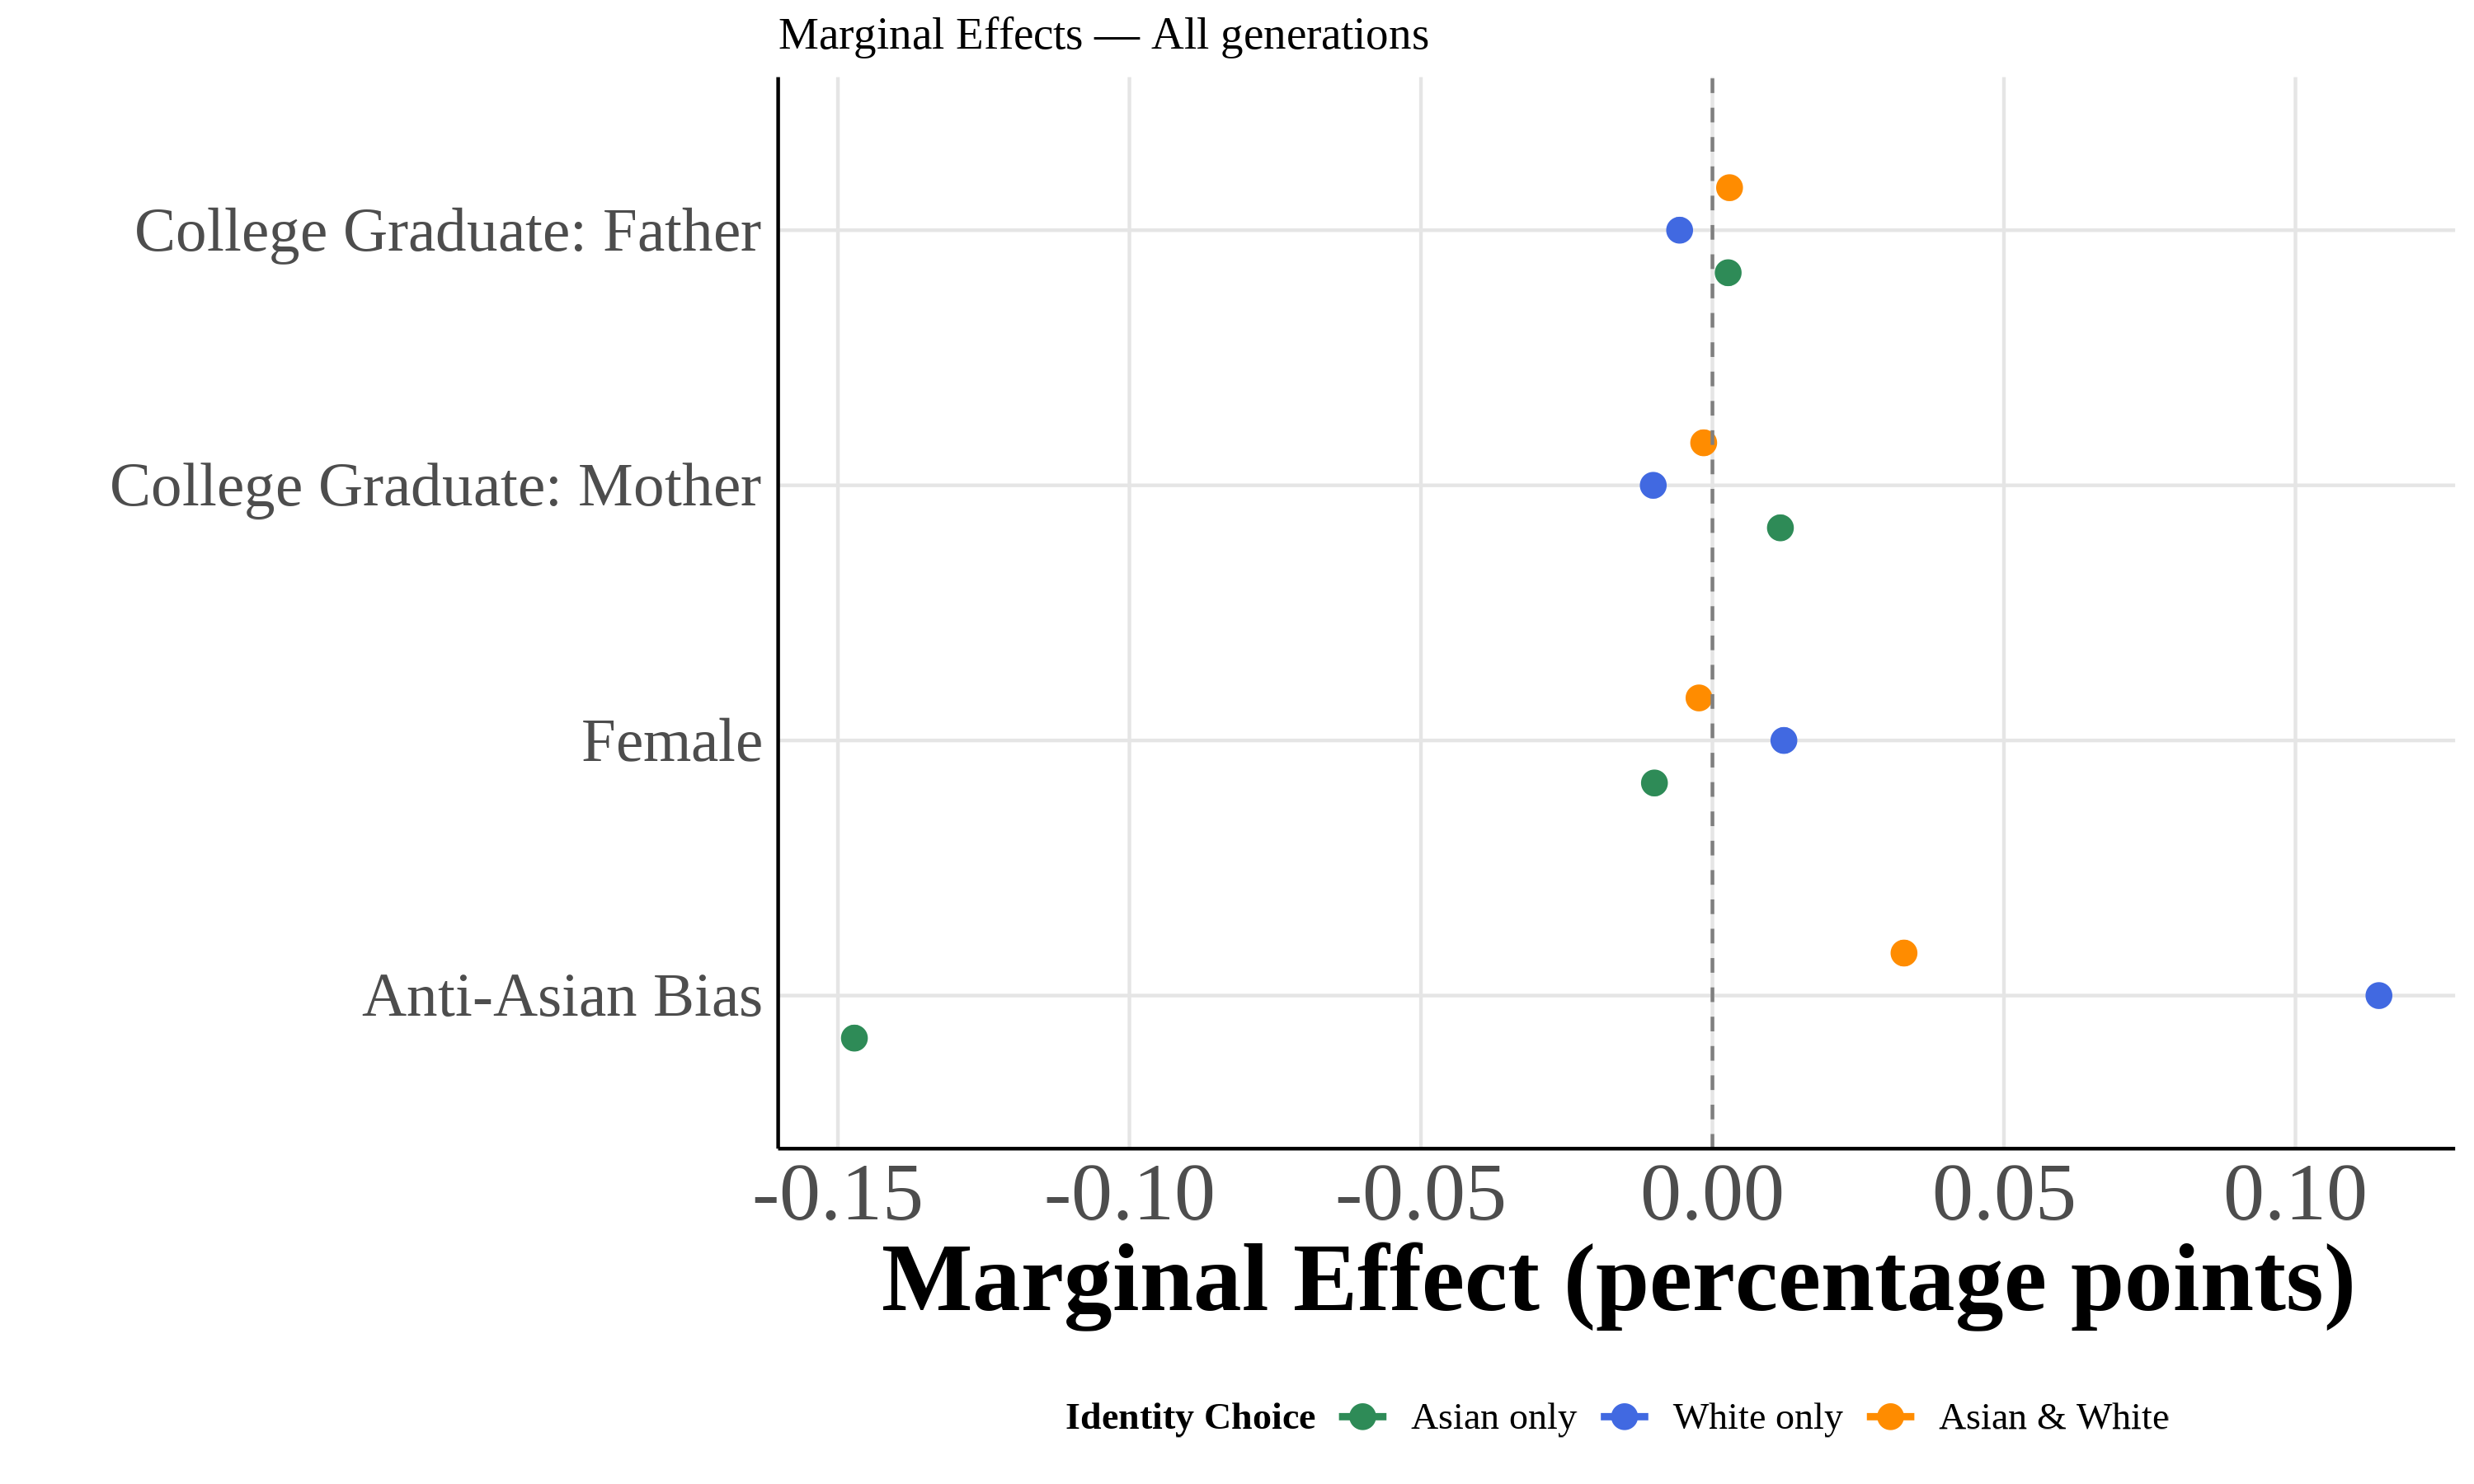 Marginal Effects — All generations
College Graduate: Father
College Graduate: Mother
Female
Anti-Asian Bias
-0.15 -0.10 -0.05 0.00 0.05 0.10
Marginal Effect (percentage points)
Identity Choice Asian only White only Asian & White